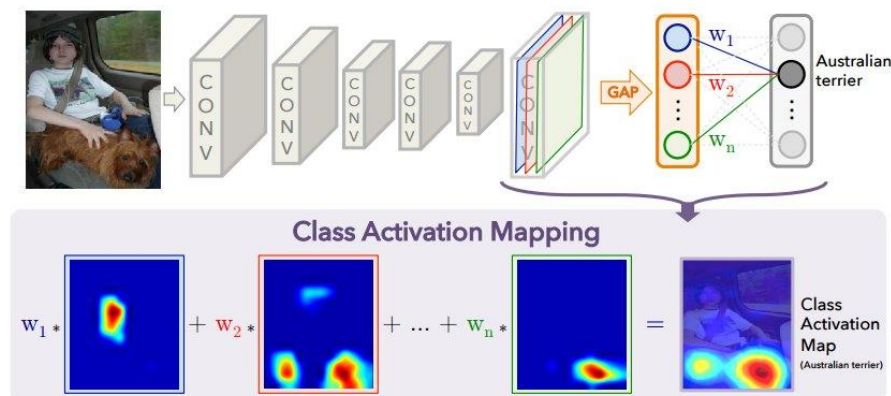 CONV
CONV
CONV
CONV
CONV
CONV
GAP
w1
w2
...
wn
...
Australian
terrier
Class Activation Mapping
w1 *
+ w2 *
+ ... + wn *
=
Class
Activation
Map
(Australian terrier)